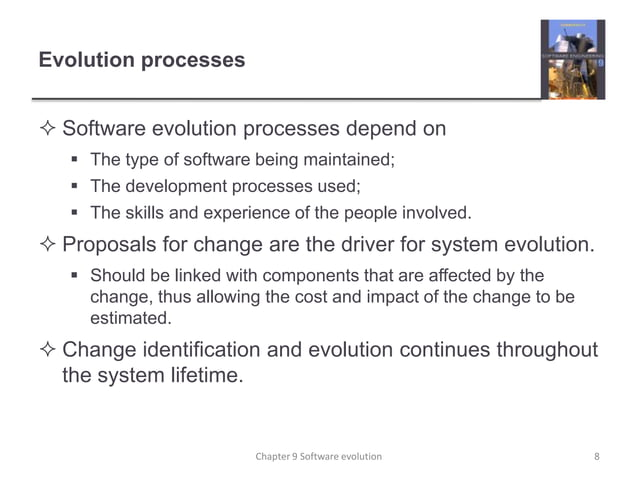 Evolution processes
SOFTWARE ENGINEERING
9
✧ Software evolution processes depend on
▪ The type of software being maintained;
▪ The development processes used;
▪ The skills and experience of the people involved.
✧ Proposals for change are the driver for system evolution.
▪ Should be linked with components that are affected by the
change, thus allowing the cost and impact of the change to be
estimated.
✧ Change identification and evolution continues throughout
the system lifetime.
Chapter 9 Software evolution
8